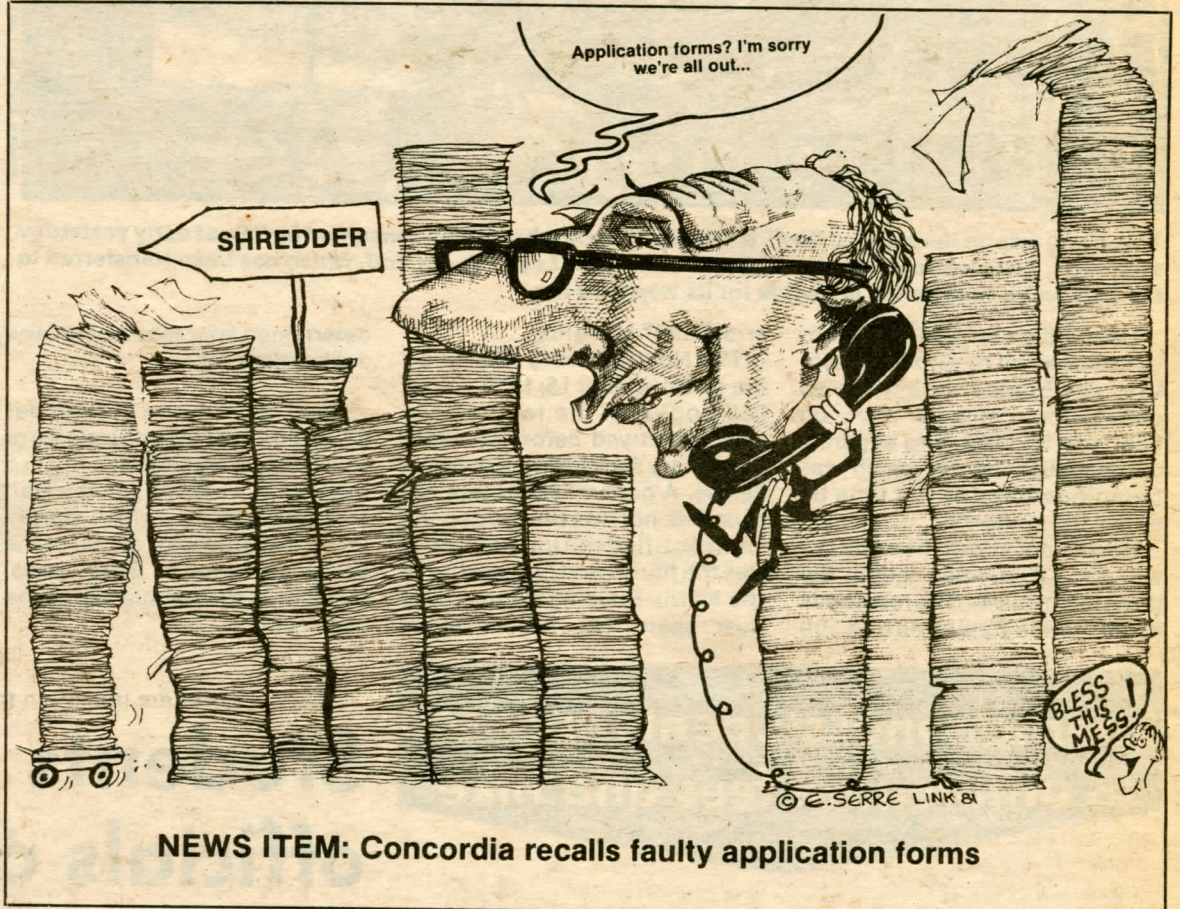 Application forms? I'm sorry
we're all out...
SHREDDER
BLESS
THIS
MESS!
© E. SERRE LINK 81
NEWS ITEM: Concordia recalls faulty application forms